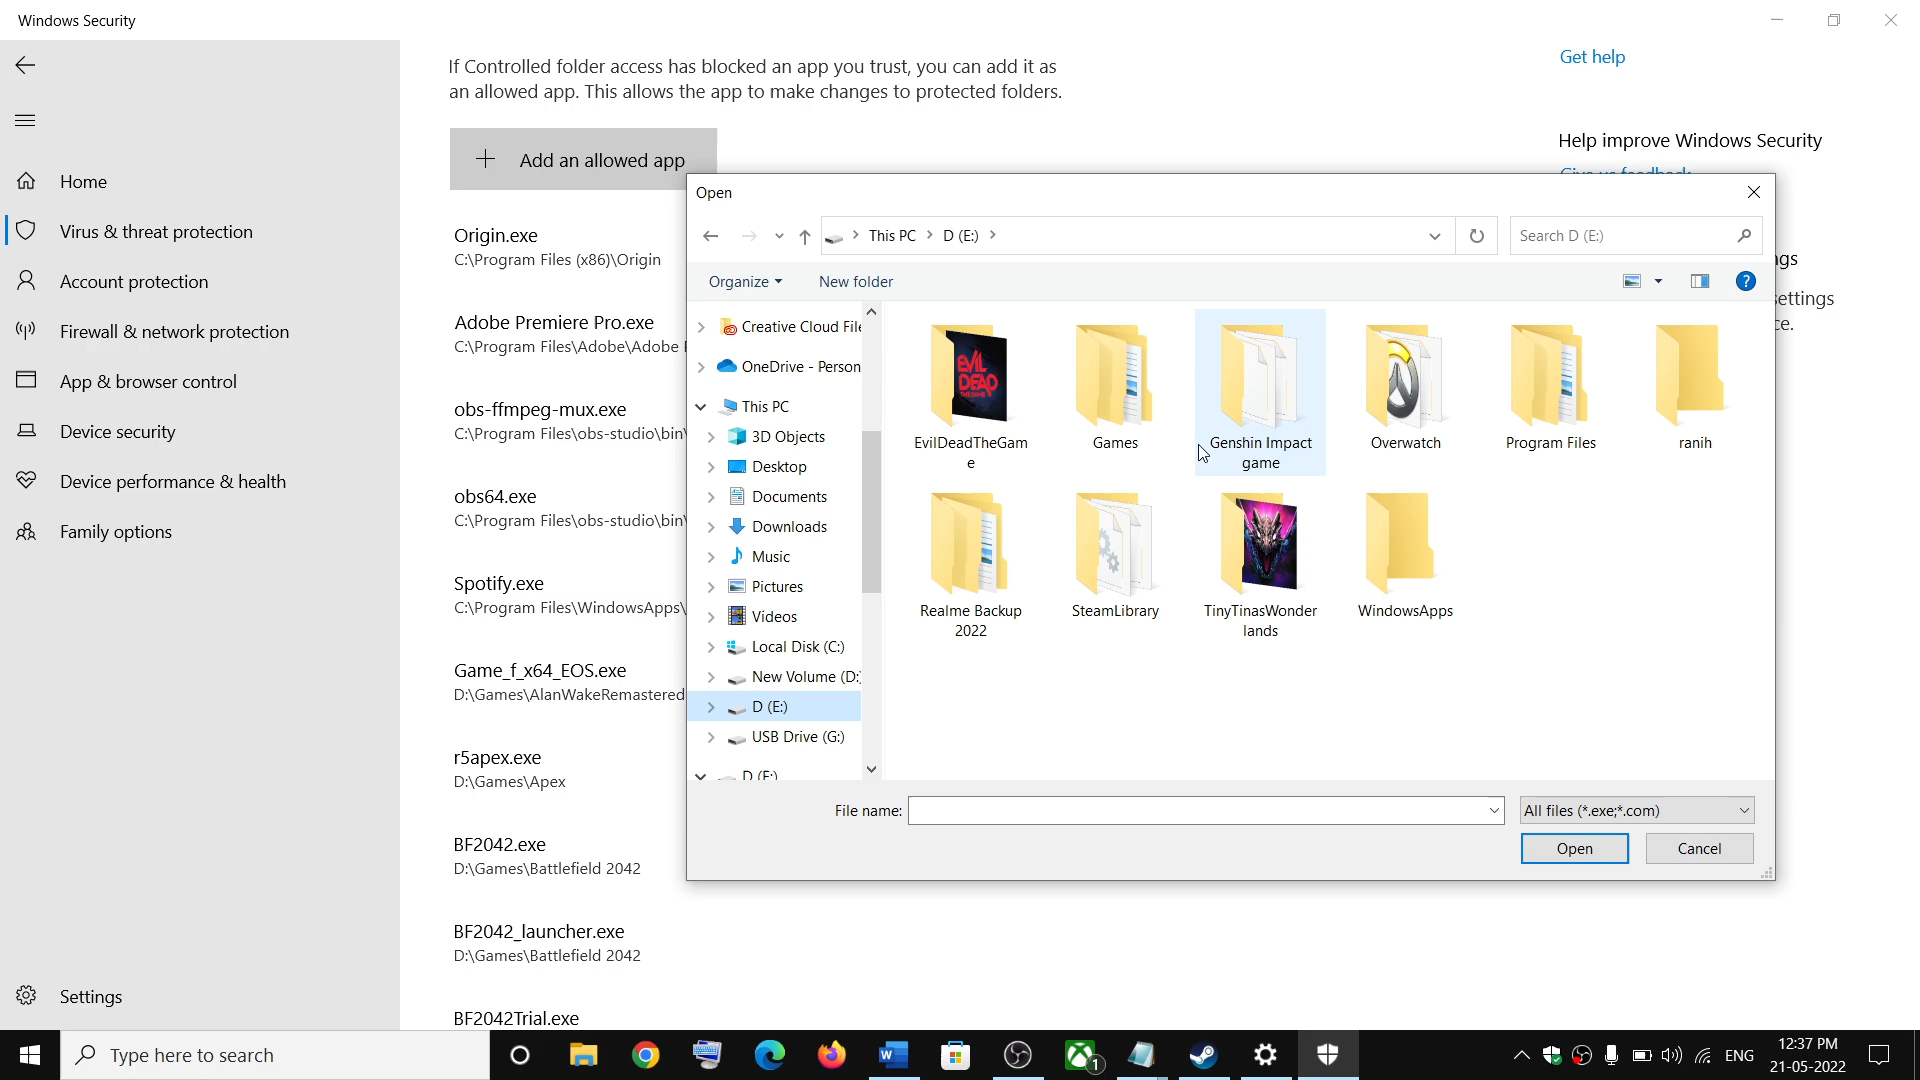 Windows Security
If Controlled folder access has blocked an app you trust, you can add it as
an allowed app. This allows the app to make changes to protected folders.
Get help
Help improve Windows Security
Add an allowed app
Home
Virus & threat protection
Account protection
Firewall & network protection
App & browser control
Device security
Device performance & health
Family options
Settings
Origin.exe
C:\Program Files (x86)\Origin
Adobe Premiere Pro.exe
C:\Program Files\Adobe\Adobe
obs-ffmpeg-mux.exe
C:\Program Files\obs-studio\bin\
obs64.exe
C:\Program Files\obs-studio\bin\
Spotify.exe
C:\Program Files\WindowsApps\
Game_f_x64_EOS.exe
D:\Games\AlanWakeRemastered
r5apex.exe
D:\Games\Apex
BF2042.exe
D:\Games\Battlefield 2042
BF2042_launcher.exe
D:\Games\Battlefield 2042
BF2042Trial.exe
Open
This PC D (E:)
Search D (E:)
Organize New folder
Creative Cloud File
OneDrive - Person
This PC
3D Objects
Desktop
Documents
Downloads
Music
Pictures
Videos
Local Disk (C:)
New Volume (D:)
D (E:)
USB Drive (G:)
EVIL
DEAD
EvilDeadTheGam
e
Games
Genshin Impact
game
Overwatch
Program Files
ranih
Realme Backup
2022
SteamLibrary
TinyTinasWonder
lands
WindowsApps
File name:
All files (*.exe;*.com)
Open Cancel
ngs
settings
ce.
Type here to search
1
ENG
12:37 PM
21-05-2022